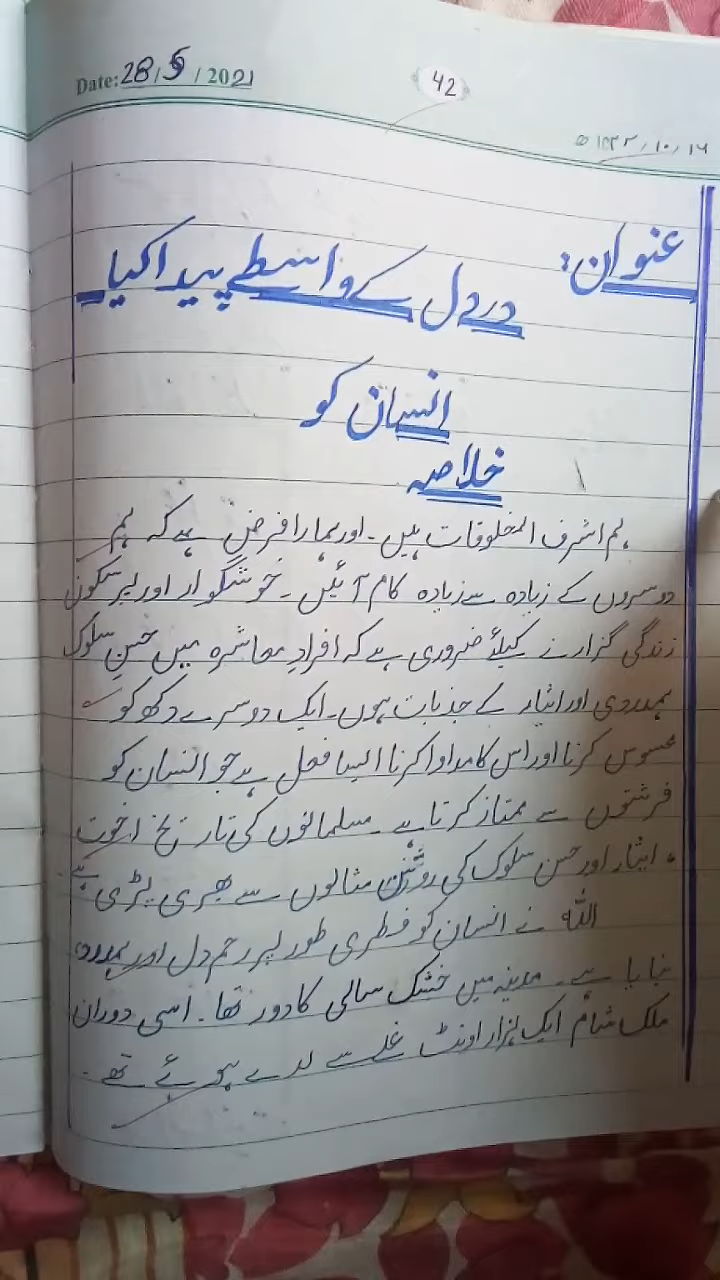 Date: 28/5/2021
42
۱۴۴۲/۱۰/۱۶ھ
عنوان:
درد دل کے واسطے پیدا کیا
انسان کو
خلاصہ
ہم اشرف المخلوقات ہیں۔ اور ہمارا فرض ہے کہ ہم
دوسروں کے زیادہ سے زیادہ کام آئیں۔ خوشگوار اور پرسکون
زندگی گزارنے کیلئے ضروری ہے کہ افرادِ معاشرہ میں حسنِ سلوک
ہمدردی اور ایثار کے جذبات ہوں۔ ایک دوسرے دکھ کو
محسوس کرنا اور اس کا مداوا کرنا ایسا فعل ہے جو انسان کو
فرشتوں سے ممتاز کرتا ہے۔ مسلمانوں کی تاریخ اخوت
، ایثار اور حسن سلوک کی روشن مثالوں سے بھری پڑی ہے
اللہ نے انسان کو فطری طور پر رحم دل اور ہمدرد
بنایا ہے۔ مدینہ میں خشک سالی کا دور تھا۔ اسی دوران
ملک شام ایک ہزار اونٹ غلے سے لدے ہوئے تھے۔